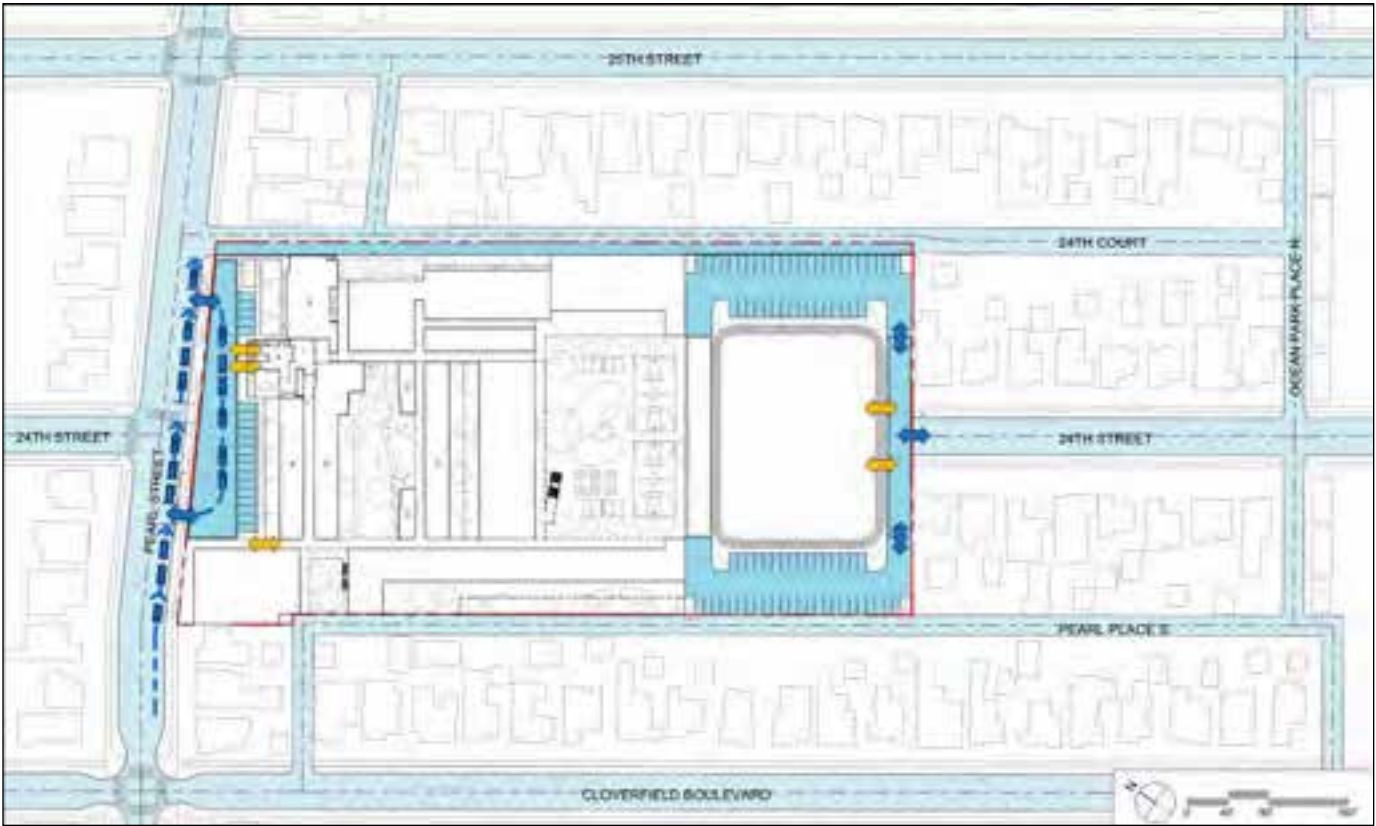 25TH STREET
24TH COURT
OCEAN PARK PLACE N
24TH STREET
24TH STREET
PEARL STREET
PEARL PLACE S
CLOVERFIELD BOULEVARD
N